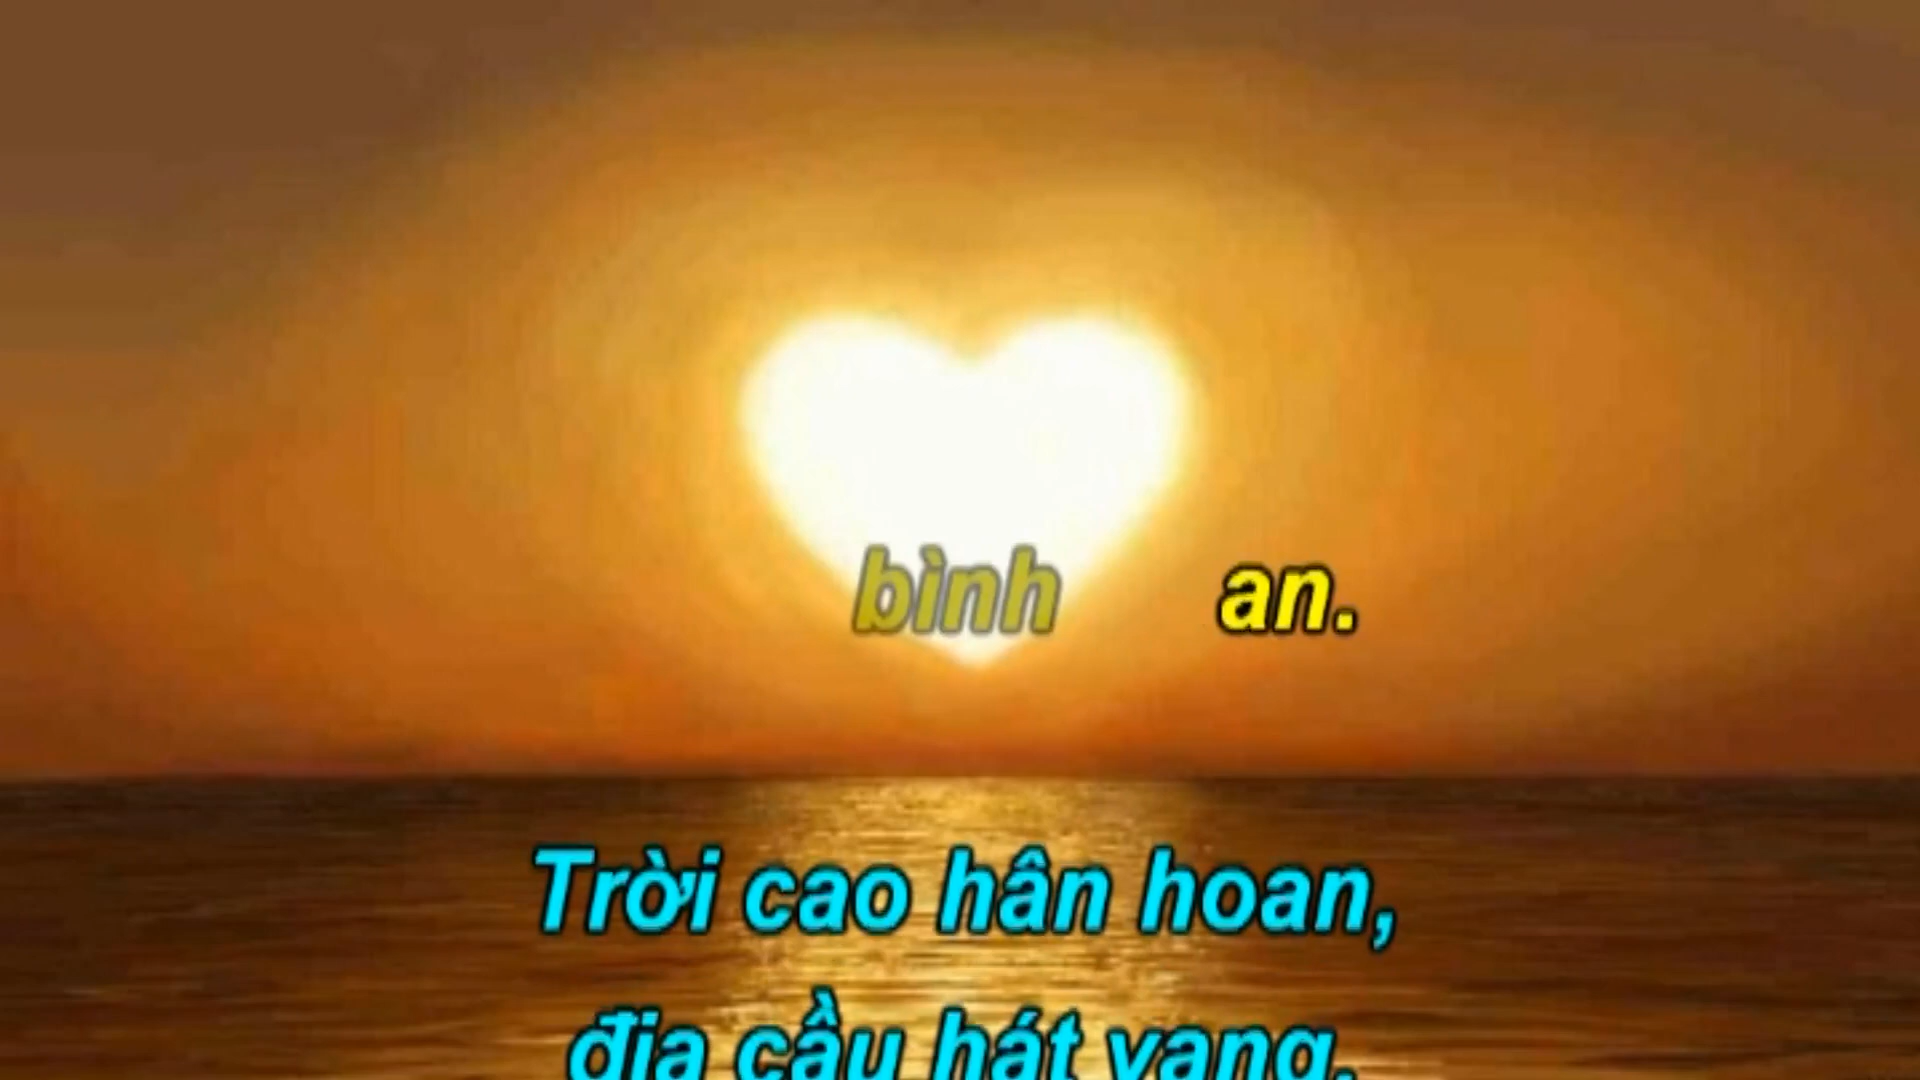 bình an.
Trời cao hân hoan,
địa cầu hát vang.